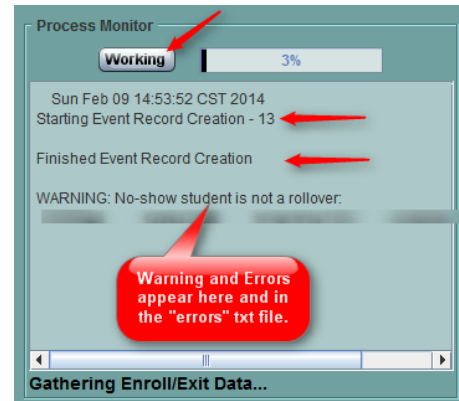 Process Monitor
Working
3%
Sun Feb 09 14:53:52 CST 2014
Starting Event Record Creation - 13
Finished Event Record Creation
WARNING: No-show student is not a rollover:
Warning and Errors
appear here and in
the "errors" txt file.
Gathering Enroll/Exit Data...